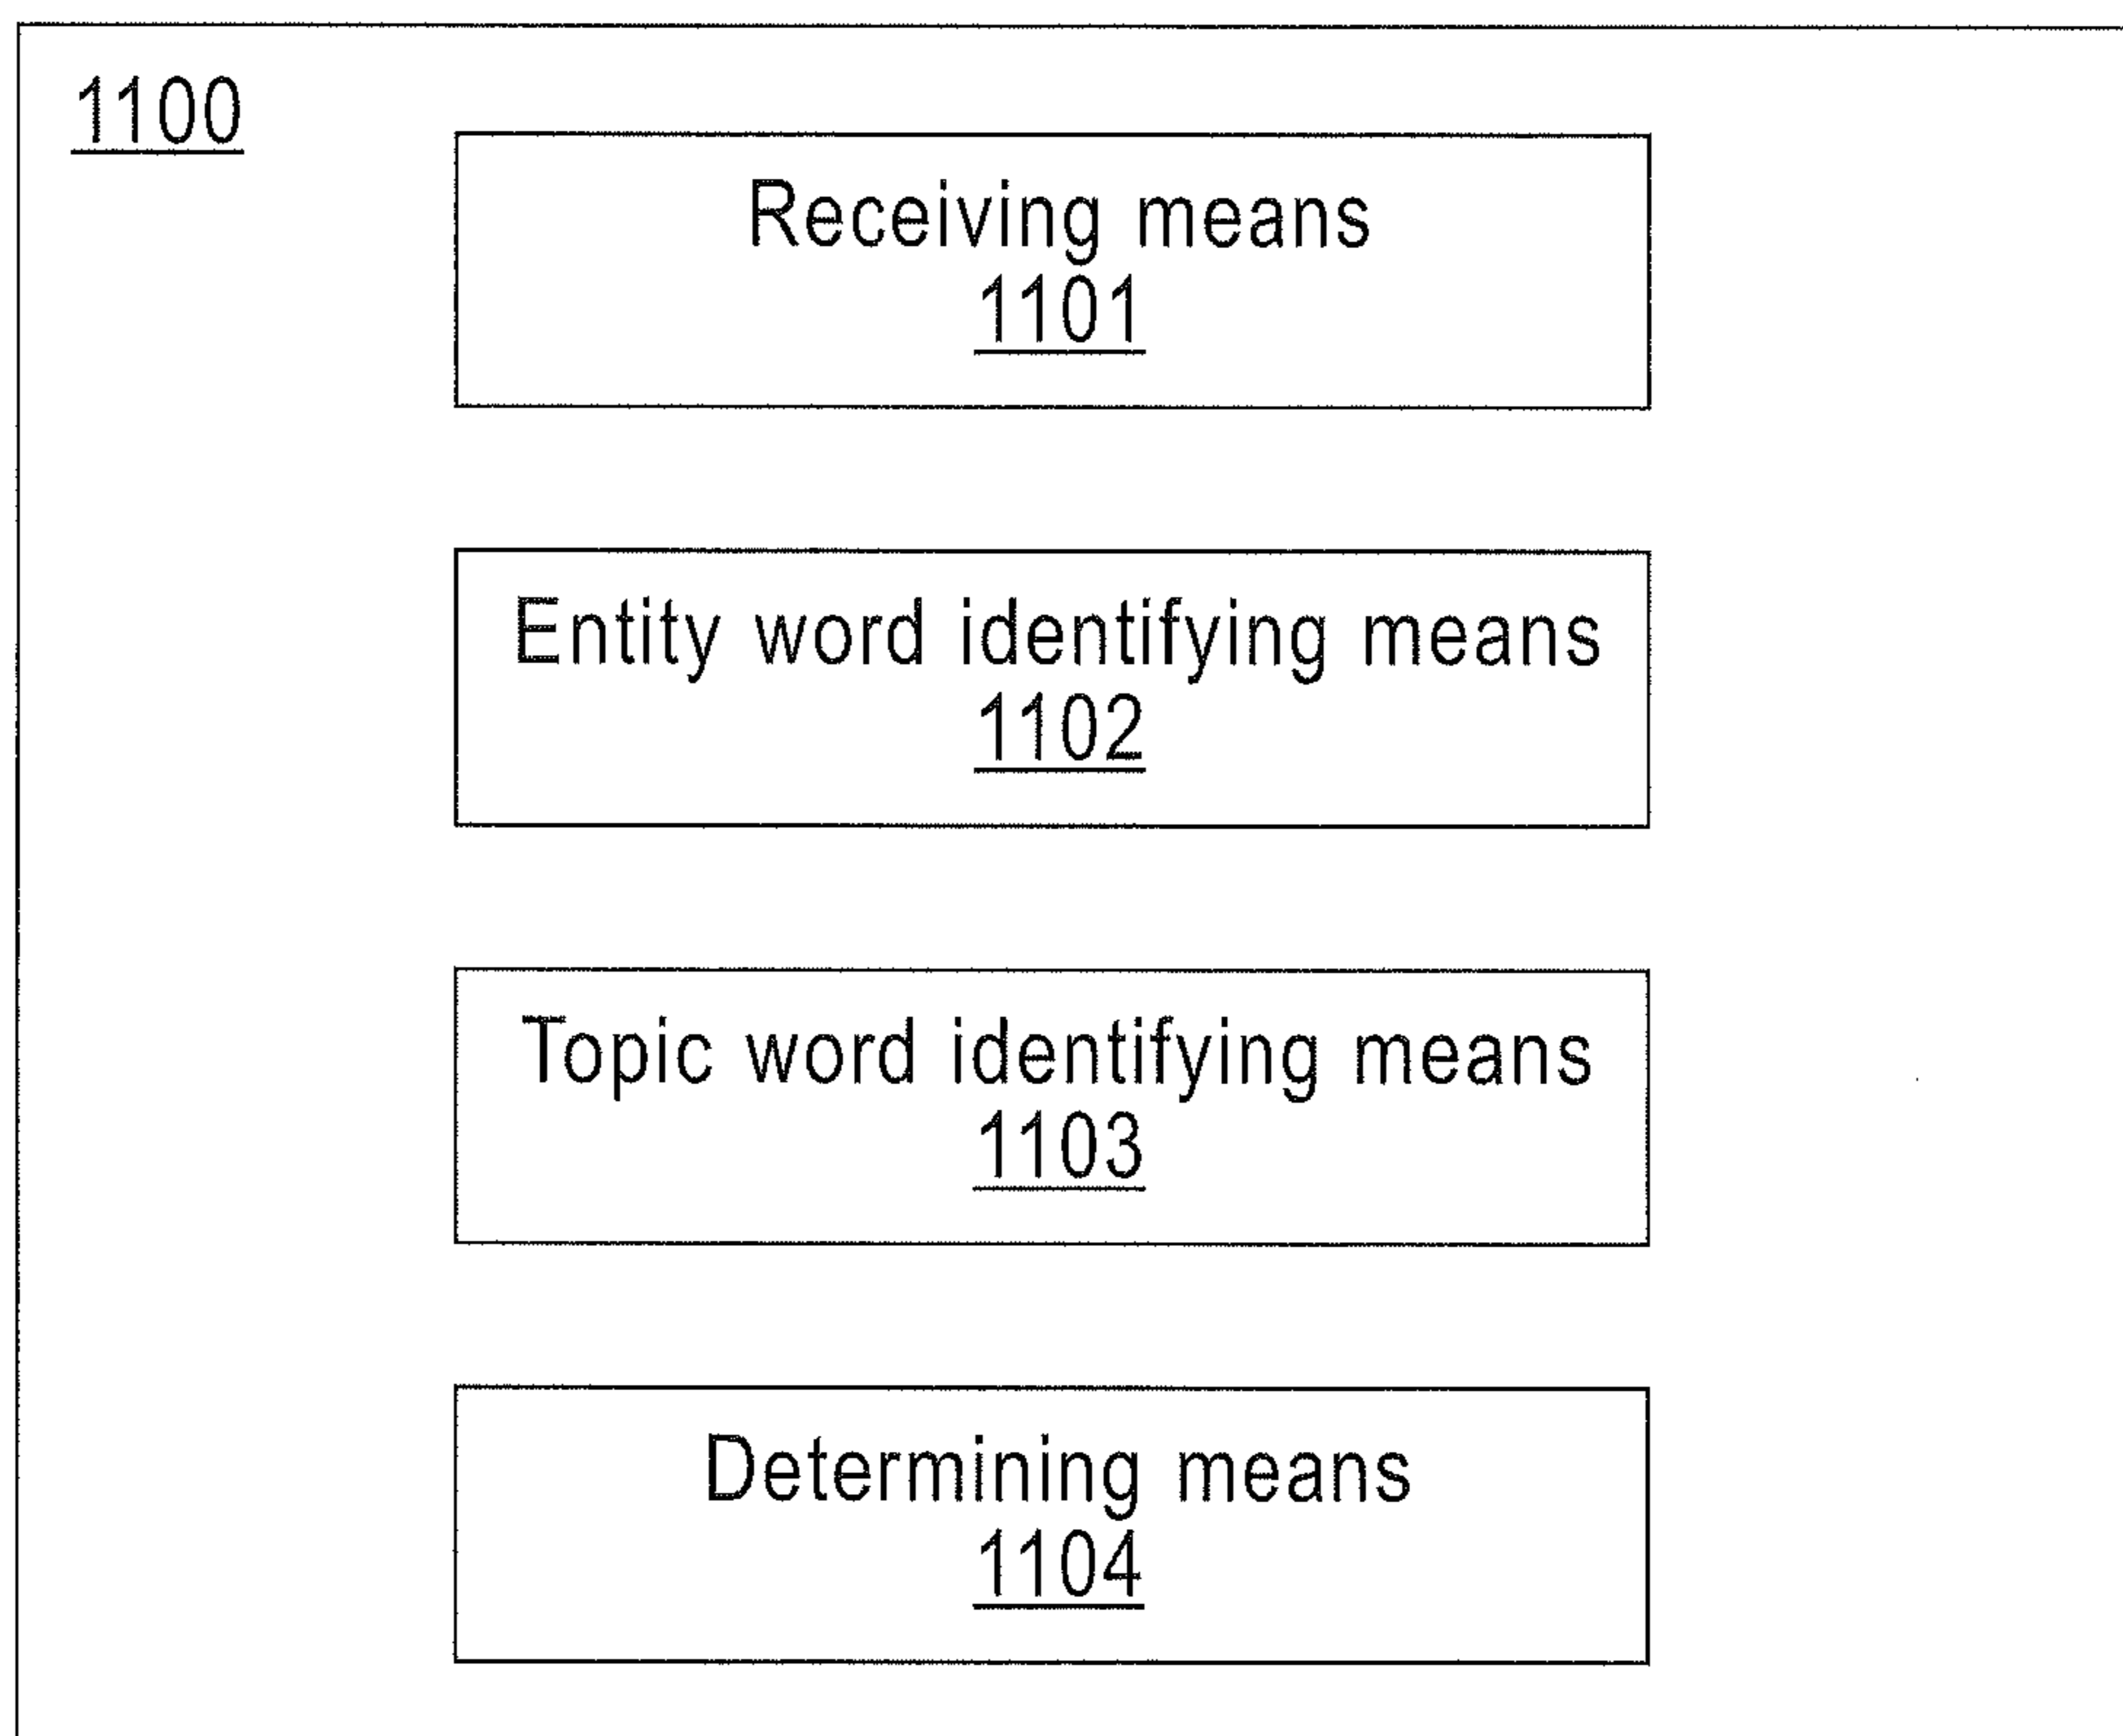 1100
Receiving means
1101
Entity word identifying means
1102
Topic word identifying means
1103
Determining means
1104